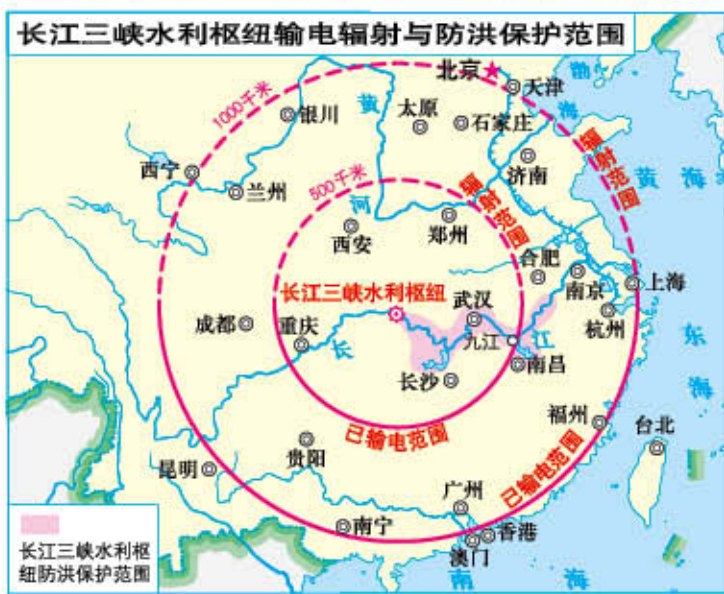 长江三峡水利枢纽输电辐射与防洪保护范围
北京
渤
海
天津
1000千米
银川
黄
太原
石家庄
辐射范围
济南
黄海
西宁
兰州
500千米
辐射范围
河
西安
郑州
合肥
南京
上海
长江三峡水利枢纽
武汉
杭州
成都
重庆
九江
江
长
南昌
东
海
长沙
福州
台北
已输电范围
已输电范围
贵阳
昆明
广州
南宁
香港
澳门
南海
长江三峡水利枢
纽防洪保护范围